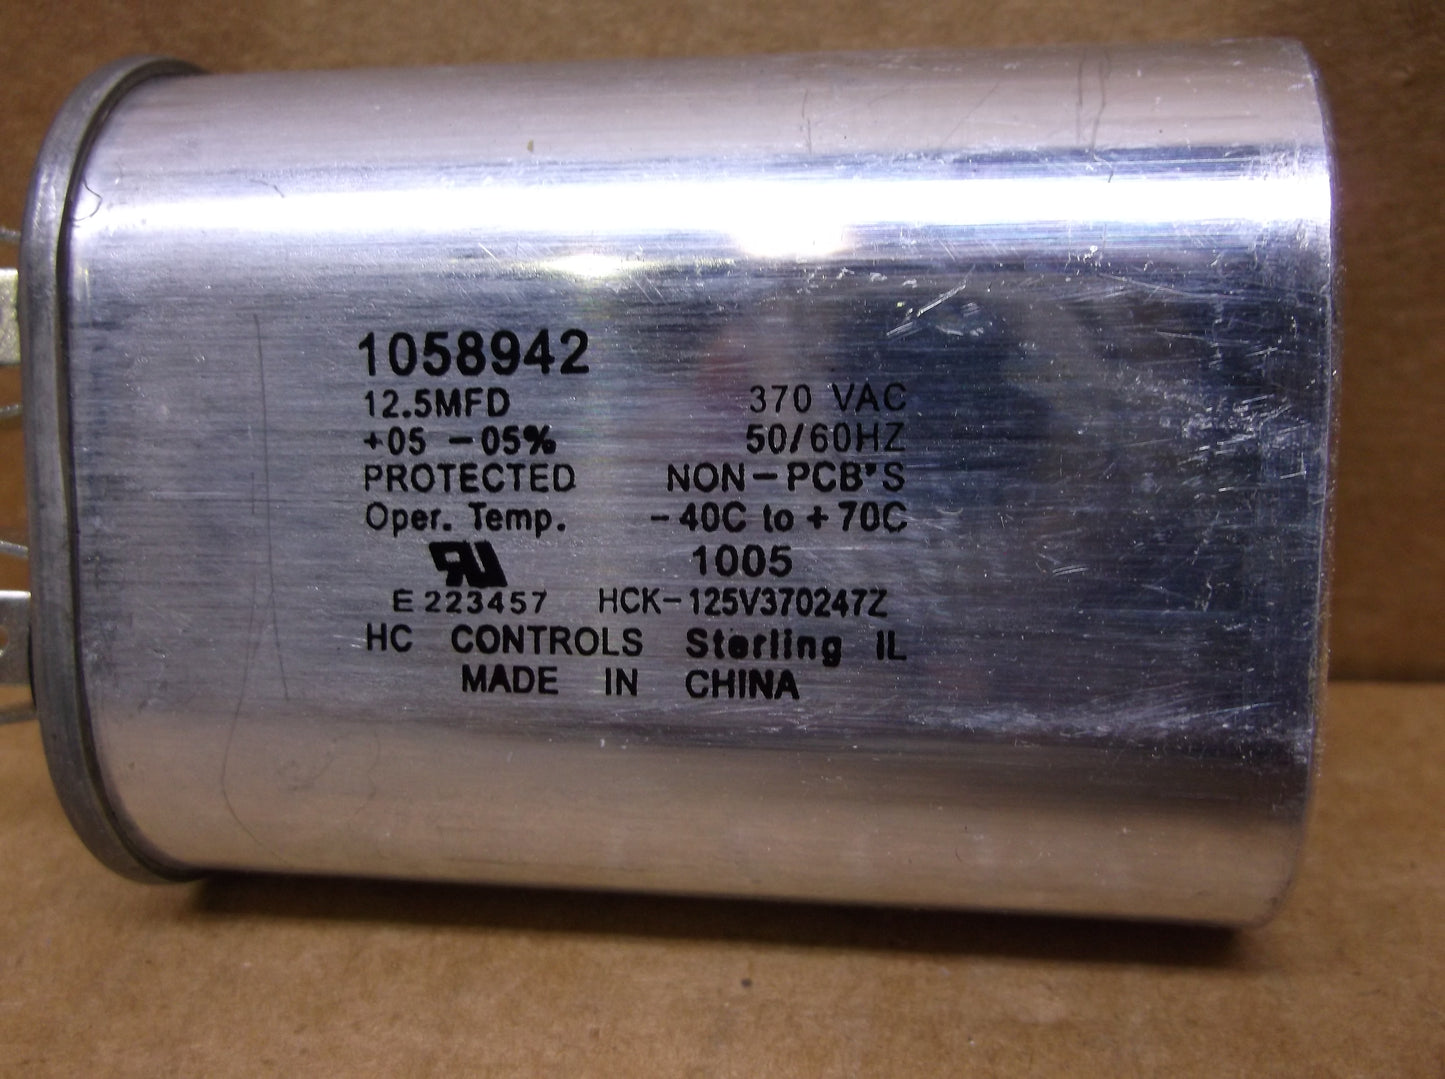 1058942
12.5MFD 370 VAC
+05 -05% 50/60HZ
PROTECTED NON-PCB'S
Oper. Temp. -40C to +70C
RU 1005
E223457 HCK-125V370247Z
HC CONTROLS Sterling IL
MADE IN CHINA